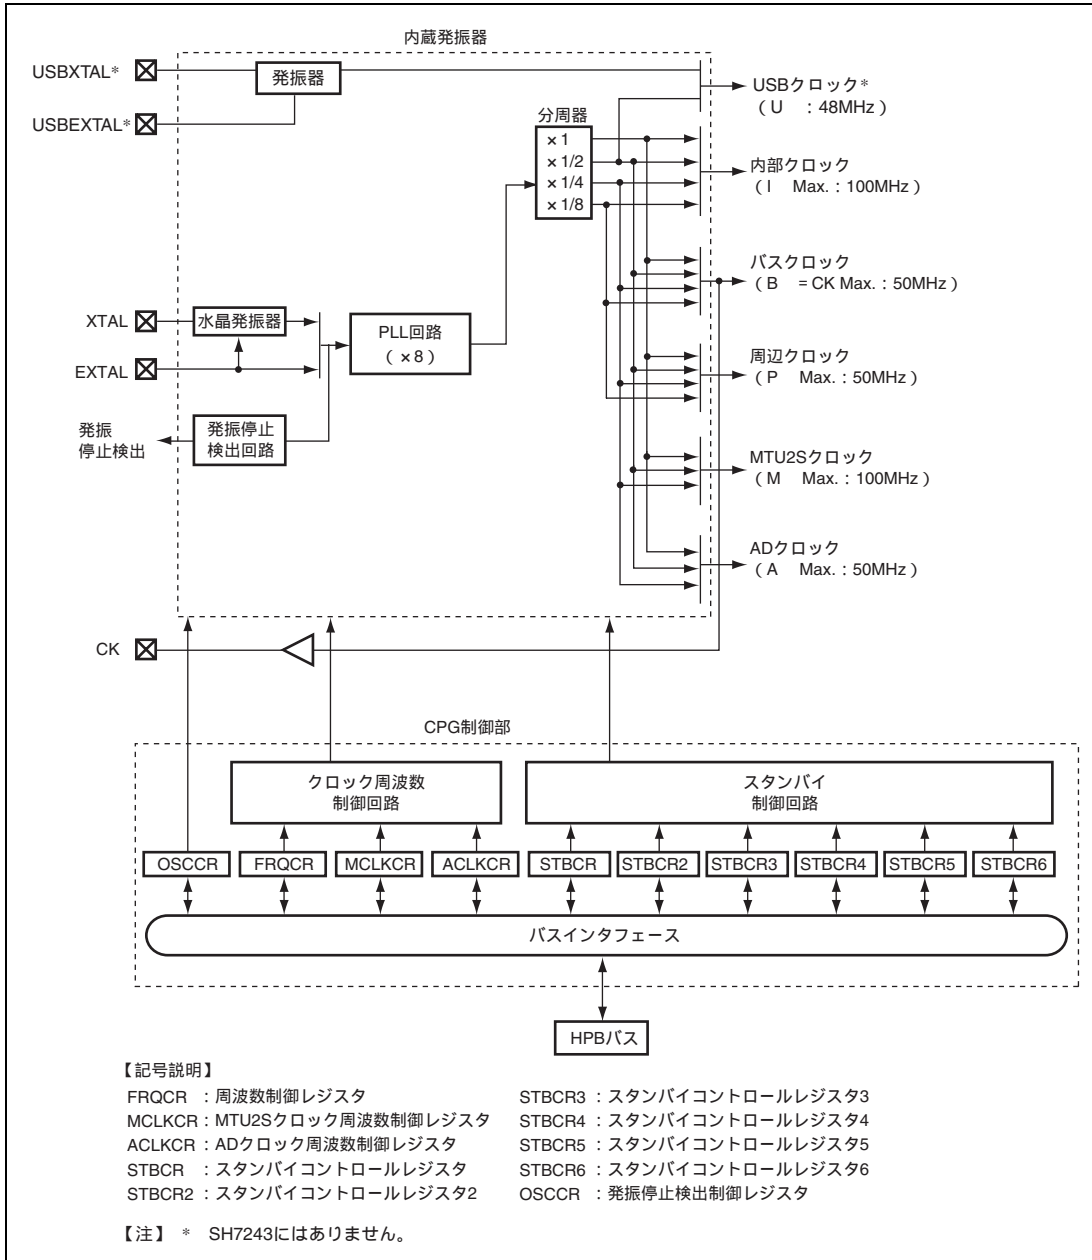 内蔵発振器
USBXTAL*
発振器
USBクロック*
（U　：48MHz）
USBEXTAL*
分周器
×1
×1/2
×1/4
×1/8
内部クロック
（I　Max.：100MHz）
バスクロック
（B　=CK Max.：50MHz）
XTAL
水晶発振器
PLL回路
（×8）
EXTAL
周辺クロック
（P　Max.：50MHz）
発振
停止検出
発振停止
検出回路
MTU2Sクロック
（M　Max.：100MHz）
ADクロック
（A　Max.：50MHz）
CK
CPG制御部
クロック周波数
制御回路
スタンバイ
制御回路
OSCCR
FRQCR
MCLKCR
ACLKCR
STBCR
STBCR2
STBCR3
STBCR4
STBCR5
STBCR6
バスインタフェース
HPBバス
【記号説明】
FRQCR：周波数制御レジスタ
MCLKCR：MTU2Sクロック周波数制御レジスタ
ACLKCR：ADクロック周波数制御レジスタ
STBCR：スタンバイコントロールレジスタ
STBCR2：スタンバイコントロールレジスタ2
STBCR3：スタンバイコントロールレジスタ3
STBCR4：スタンバイコントロールレジスタ4
STBCR5：スタンバイコントロールレジスタ5
STBCR6：スタンバイコントロールレジスタ6
OSCCR：発振停止検出制御レジスタ
【注】 * SH7243にはありません。